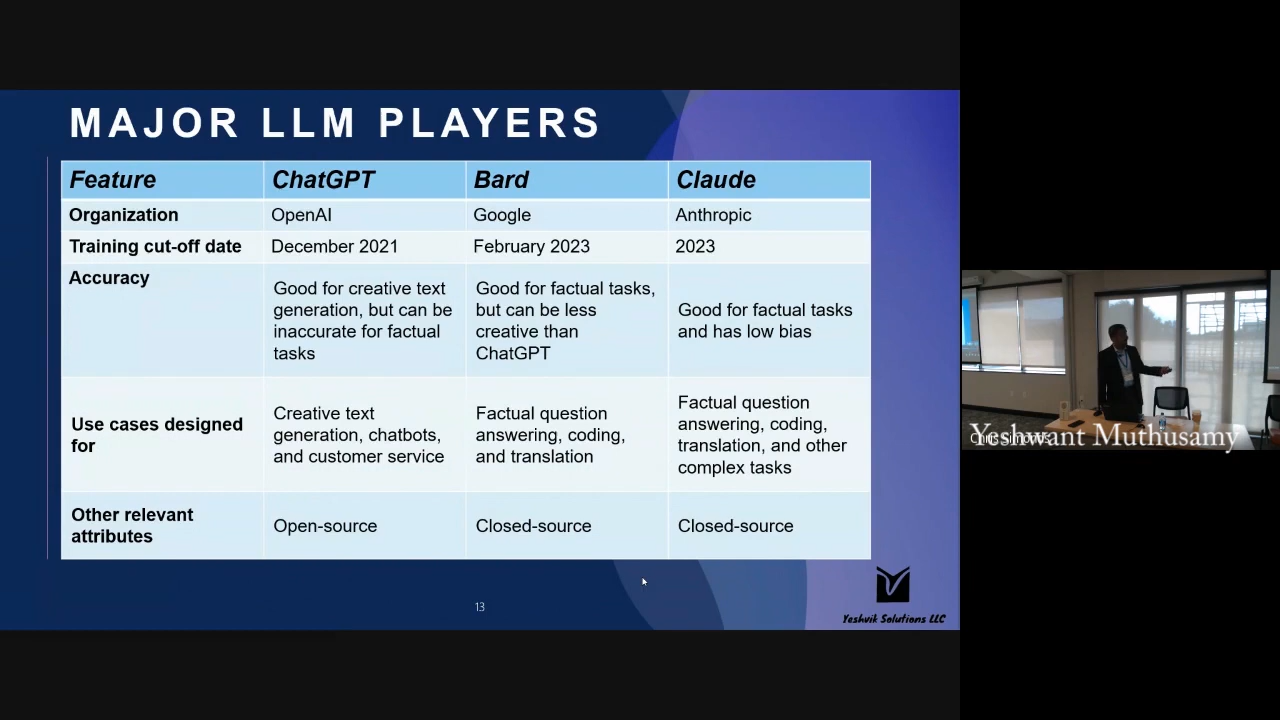 MAJOR LLM PLAYERS
Feature ChatGPT Bard Claude
Organization OpenAI Google Anthropic
Training cut-off date December 2021 February 2023 2023
Accuracy
Good for creative text
generation, but can be
inaccurate for factual
tasks
Good for factual tasks,
but can be less
creative than
ChatGPT
Good for factual tasks
and has low bias
Use cases designed
for
Creative text
generation, chatbots,
and customer service
Factual question
answering, coding,
and translation
Factual question
answering, coding,
translation, and other
complex tasks
Other relevant
attributes
Open-source
Closed-source
Closed-source
13
Yeshvik Solutions LLC
Yeshwant Muthusamy